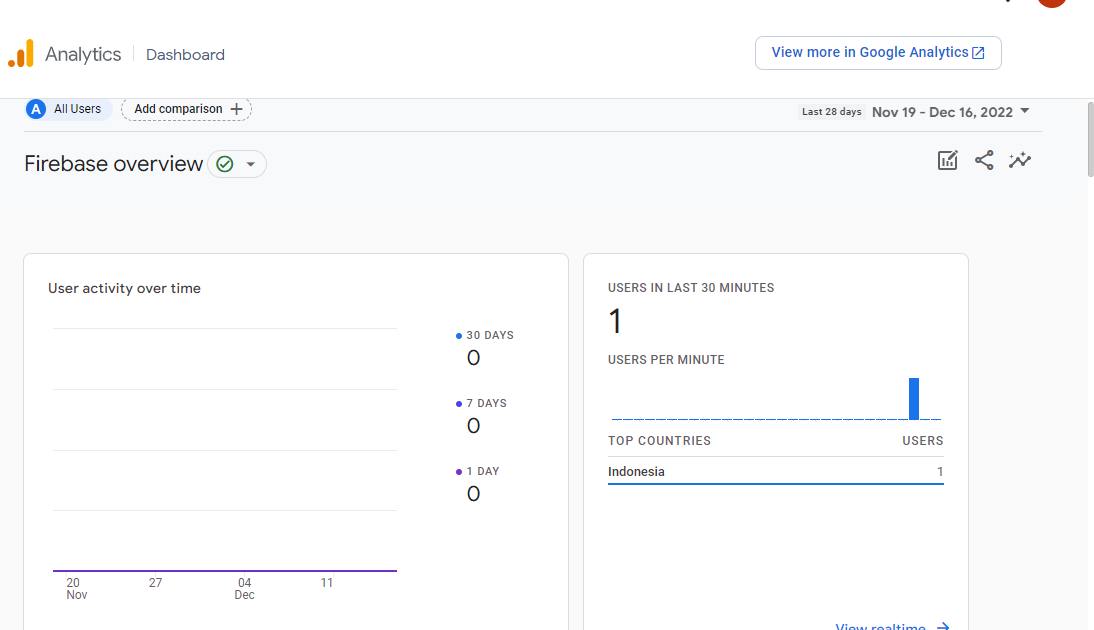 Analytics
Dashboard
View more in Google Analytics
A All Users
Add comparison +
Last 28 days Nov 19 – Dec 16, 2022
Firebase overview
User activity over time
30 DAYS
0
7 DAYS
0
1 DAY
0
20 27 04 11
Nov Dec
USERS IN LAST 30 MINUTES
1
USERS PER MINUTE
TOP COUNTRIES USERS
Indonesia 1
View realtime